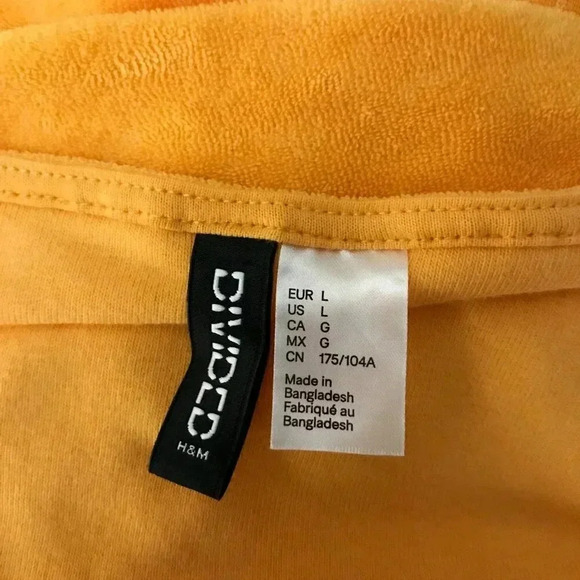 DIVIDED
H&M
EUR L
US L
CA G
MX G
CN 175/104A
Made in
Bangladesh
Fabriqué au
Bangladesh